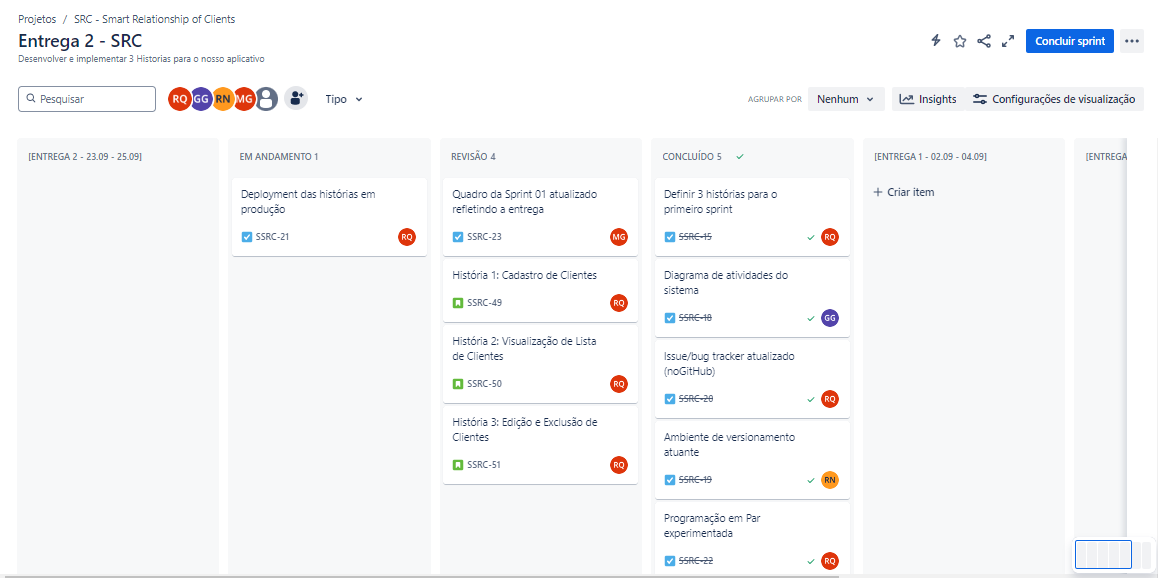 Projetos / SRC - Smart Relationship of Clients
Entrega 2 - SRC
Desenvolver e implementar 3 Historias para o nosso aplicativo
Concluir sprint
Pesquisar
RQ GG RN MG
Tipo
AGRUPAR POR
Nenhum
Insights
Configurações de visualização
[ENTREGA 2 - 23.09 - 25.09]
EM ANDAMENTO 1
Deployment das histórias em
produção
SSRC-21
RQ
REVISÃO 4
Quadro da Sprint 01 atualizado
refletindo a entrega
SSRC-23
MG
História 1: Cadastro de Clientes
SSRC-49
RQ
História 2: Visualização de Lista
de Clientes
SSRC-50
RQ
História 3: Edição e Exclusão de
Clientes
SSRC-51
RQ
CONCLUÍDO 5
Definir 3 histórias para o
primeiro sprint
SSRC-15
RQ
Diagrama de atividades do
sistema
SSRC-18
GG
Issue/bug tracker atualizado
(noGitHub)
SSRC-20
RQ
Ambiente de versionamento
atuante
SSRC-19
RN
Programação em Par
experimentada
SSRC-22
RQ
[ENTREGA 1 - 02.09 - 04.09]
+ Criar item
[ENTREGA